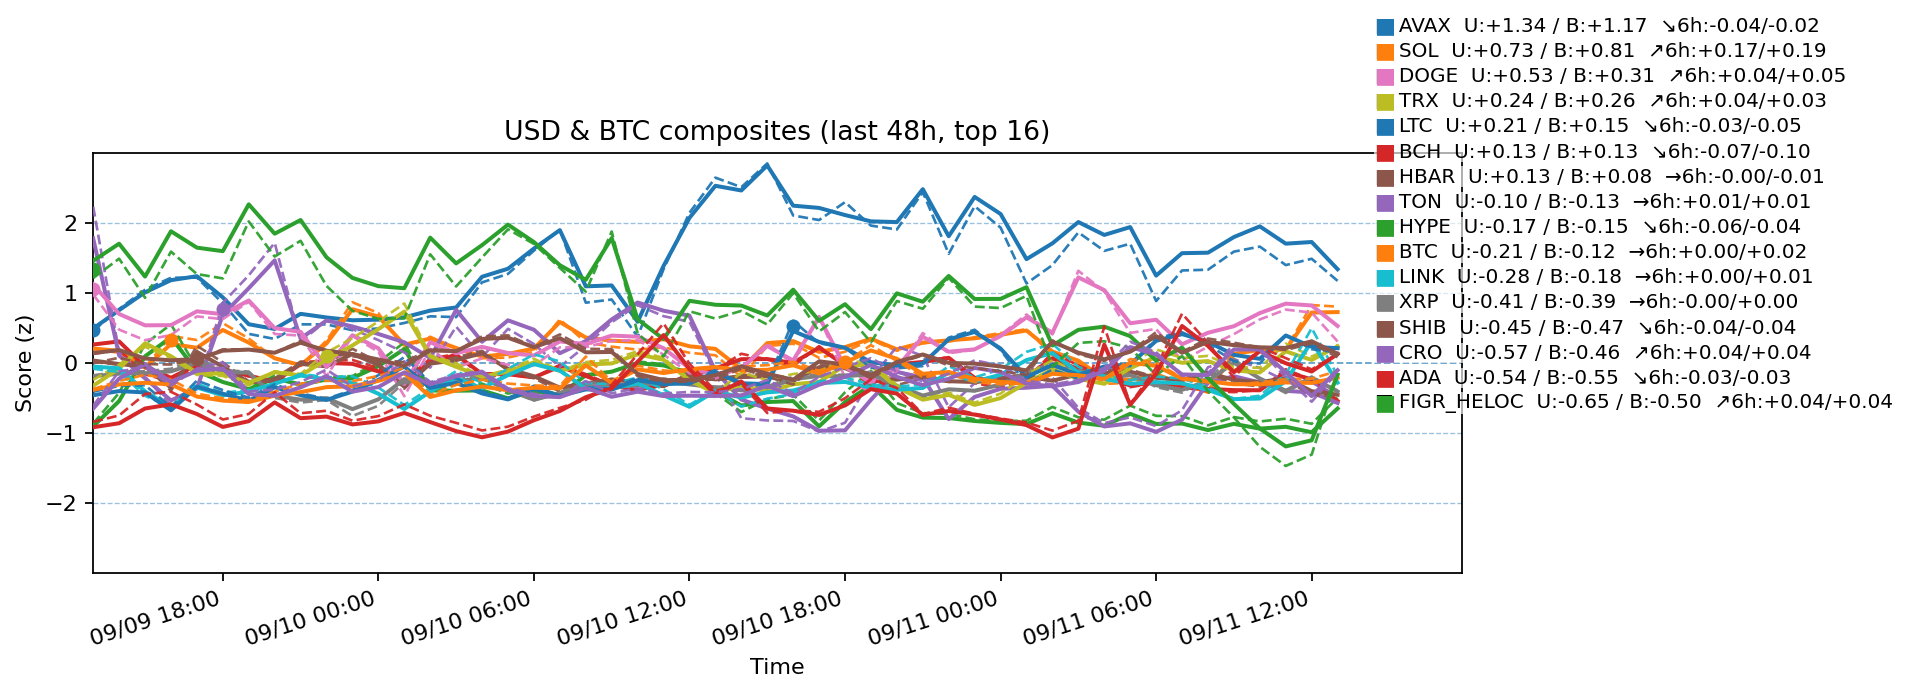 AVAX U:+1.34 / B:+1.17 ↘6h:-0.04/-0.02
SOL U:+0.73 / B:+0.81 ↗6h:+0.17/+0.19
DOGE U:+0.53 / B:+0.31 ↗6h:+0.04/+0.05
TRX U:+0.24 / B:+0.26 ↗6h:+0.04/+0.03
LTC U:+0.21 / B:+0.15 ↘6h:-0.03/-0.05
BCH U:+0.13 / B:+0.13 ↘6h:-0.07/-0.10
HBAR U:+0.13 / B:+0.08 →6h:-0.00/-0.01
TON U:-0.10 / B:-0.13 →6h:+0.01/+0.01
HYPE U:-0.17 / B:-0.15 ↘6h:-0.06/-0.04
BTC U:-0.21 / B:-0.12 →6h:+0.00/+0.02
LINK U:-0.28 / B:-0.18 →6h:+0.00/+0.01
XRP U:-0.41 / B:-0.39 →6h:-0.00/+0.00
SHIB U:-0.45 / B:-0.47 ↘6h:-0.04/-0.04
CRO U:-0.57 / B:-0.46 ↗6h:+0.04/+0.04
ADA U:-0.54 / B:-0.55 ↘6h:-0.03/-0.03
FIGR_HELOC U:-0.65 / B:-0.50 ↗6h:+0.04/+0.04
USD & BTC composites (last 48h, top 16)
Score (z)
2
1
0
−1
−2
09/09 18:00
09/10 00:00
09/10 06:00
09/10 12:00
09/10 18:00
09/11 00:00
09/11 06:00
09/11 12:00
Time